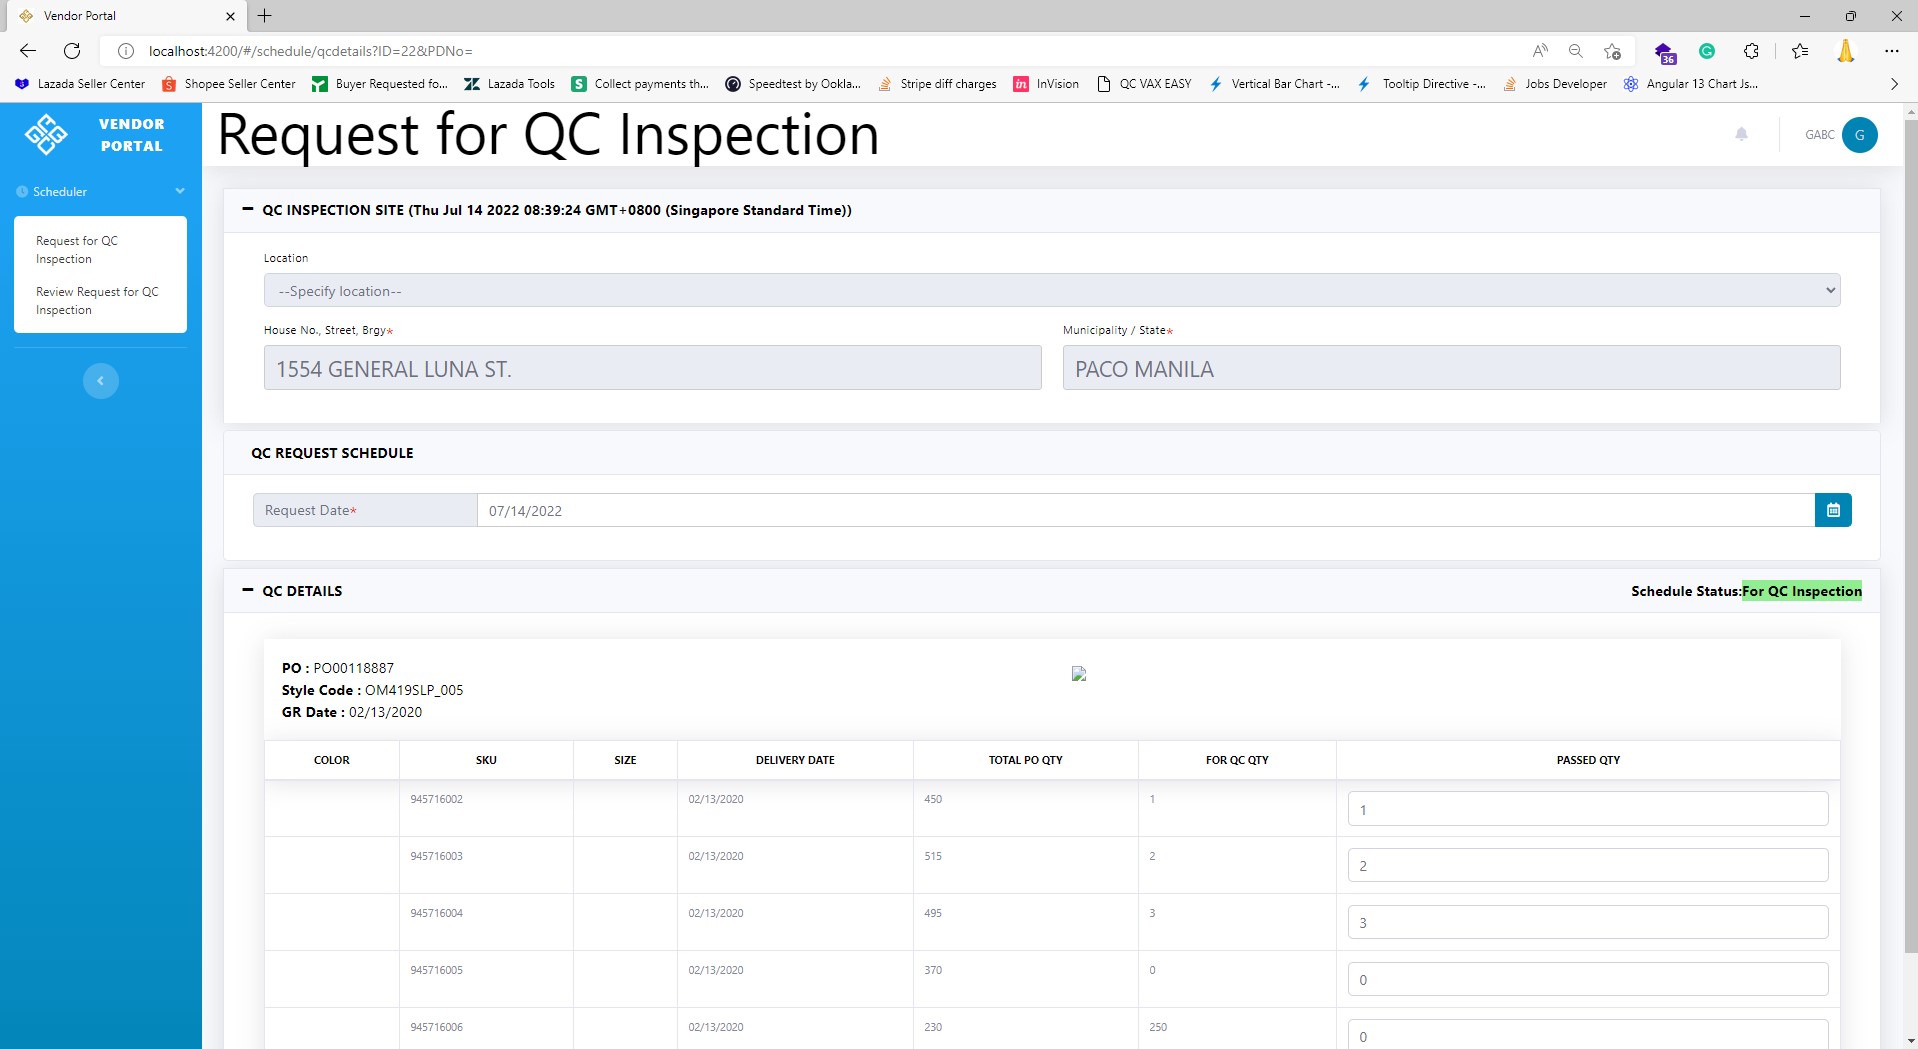 Vendor Portal
localhost:4200/#/schedule/qcdetails?ID=22&PDNo=
36
G
Lazada Seller Center
Shopee Seller Center
Buyer Requested fo...
Lazada Tools
S
Collect payments th...
Speedtest by Ookla...
Stripe diff charges
in
InVision
QC VAX EASY
Vertical Bar Chart -...
Tooltip Directive -...
Jobs Developer
Angular 13 Chart Js...
VENDOR
PORTAL
Request for QC Inspection
GABC
G
Scheduler
Request for QC
Inspection
Review Request for QC
Inspection
QC INSPECTION SITE (Thu Jul 14 2022 08:39:24 GMT+0800 (Singapore Standard Time))
Location
--Specify location--
House No., Street, Brgy*
Municipality / State*
1554 GENERAL LUNA ST.
PACO MANILA
QC REQUEST SCHEDULE
Request Date*
07/14/2022
QC DETAILS
Schedule Status:For QC Inspection
PO : PO00118887
Style Code : OM419SLP_005
GR Date : 02/13/2020
COLOR SKU SIZE DELIVERY DATE TOTAL PO QTY FOR QC QTY PASSED QTY
945716002 02/13/2020 450 1 1
945716003 02/13/2020 515 2 2
945716004 02/13/2020 495 3 3
945716005 02/13/2020 370 0 0
945716006 02/13/2020 230 250 0